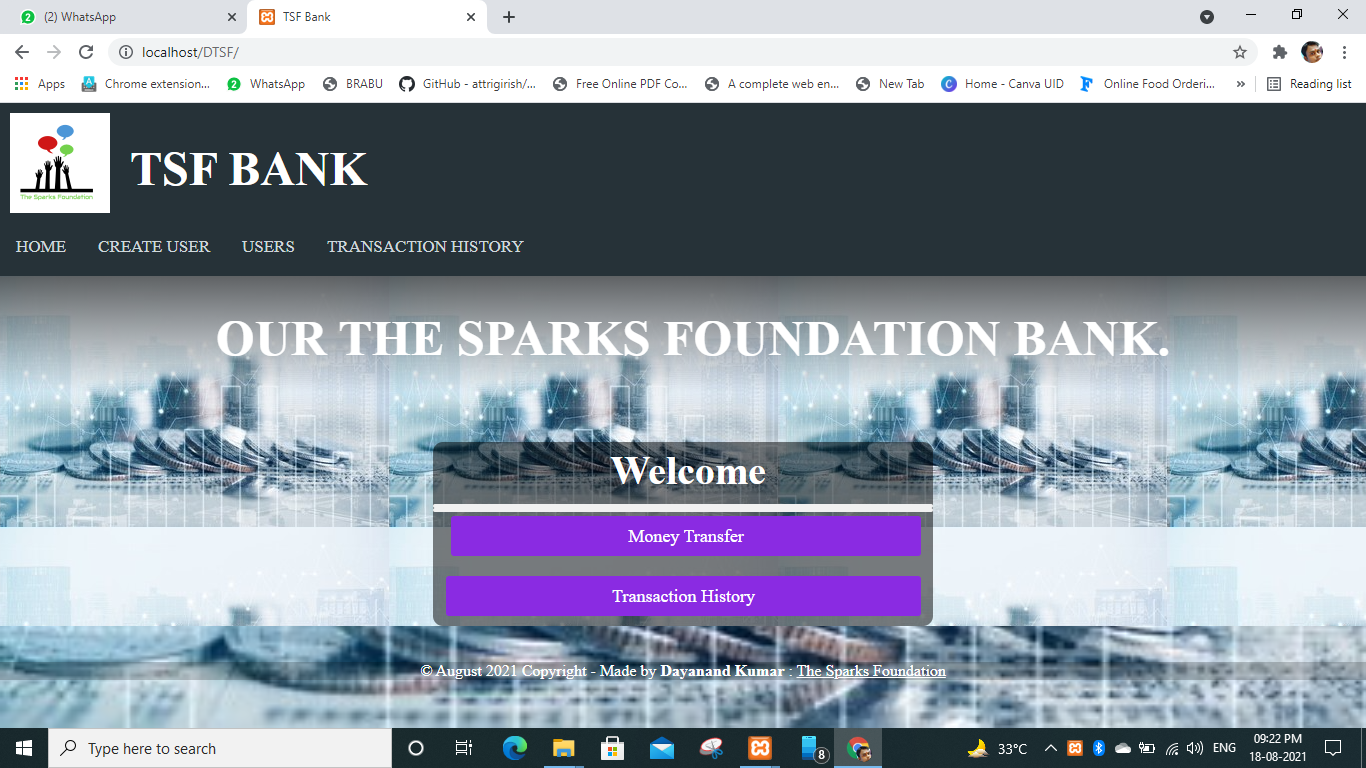 (2) WhatsApp
TSF Bank
localhost/DTSF/
Apps
Chrome extension...
WhatsApp
BRABU
GitHub - attrigirish/...
Free Online PDF Co...
A complete web en...
New Tab
Home - Canva UID
Online Food Orderi...
»
Reading list
The Sparks Foundation
TSF BANK
HOME
CREATE USER
USERS
TRANSACTION HISTORY
OUR THE SPARKS FOUNDATION BANK.
Welcome
Money Transfer
Transaction History
© August 2021 Copyright - Made by Dayanand Kumar : The Sparks Foundation
Type here to search
8
33°C
ENG
09:22 PM
18-08-2021